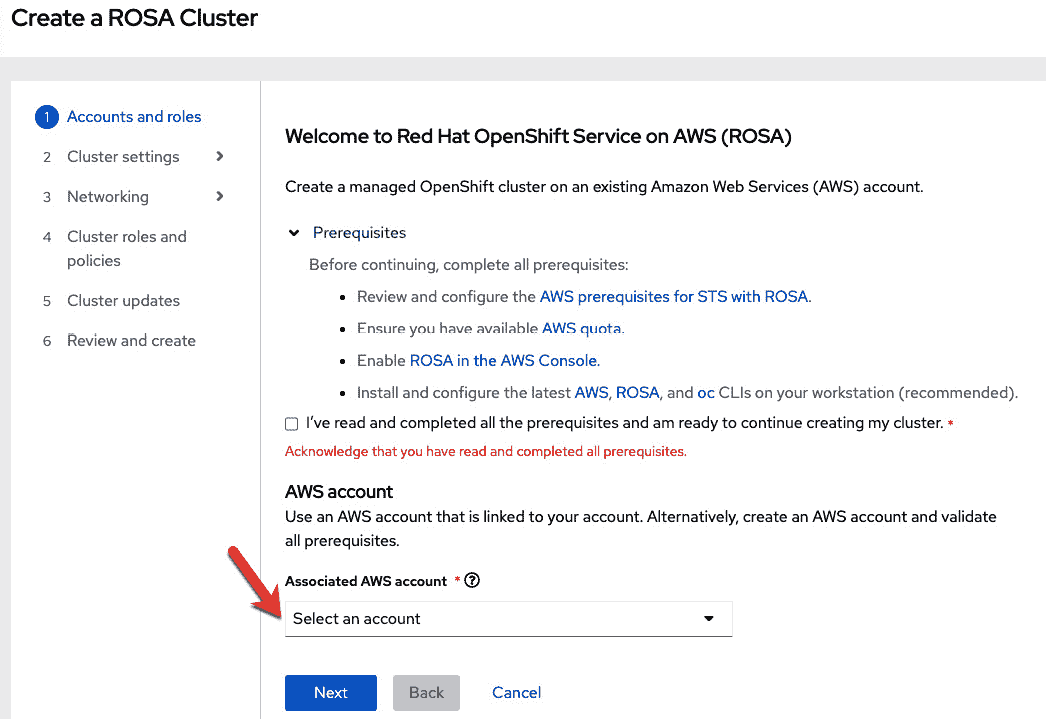 Create a ROSA Cluster
1 Accounts and roles
2 Cluster settings
3 Networking
4 Cluster roles and
policies
5 Cluster updates
6 Review and create
Welcome to Red Hat OpenShift Service on AWS (ROSA)
Create a managed OpenShift cluster on an existing Amazon Web Services (AWS) account.
Prerequisites
Before continuing, complete all prerequisites:
• Review and configure the AWS prerequisites for STS with ROSA.
• Ensure you have available AWS quota.
• Enable ROSA in the AWS Console.
• Install and configure the latest AWS, ROSA, and oc CLIs on your workstation (recommended).
I've read and completed all the prerequisites and am ready to continue creating my cluster. *
Acknowledge that you have read and completed all prerequisites.
AWS account
Use an AWS account that is linked to your account. Alternatively, create an AWS account and validate
all prerequisites.
Associated AWS account * ?
Select an account
Next Back Cancel